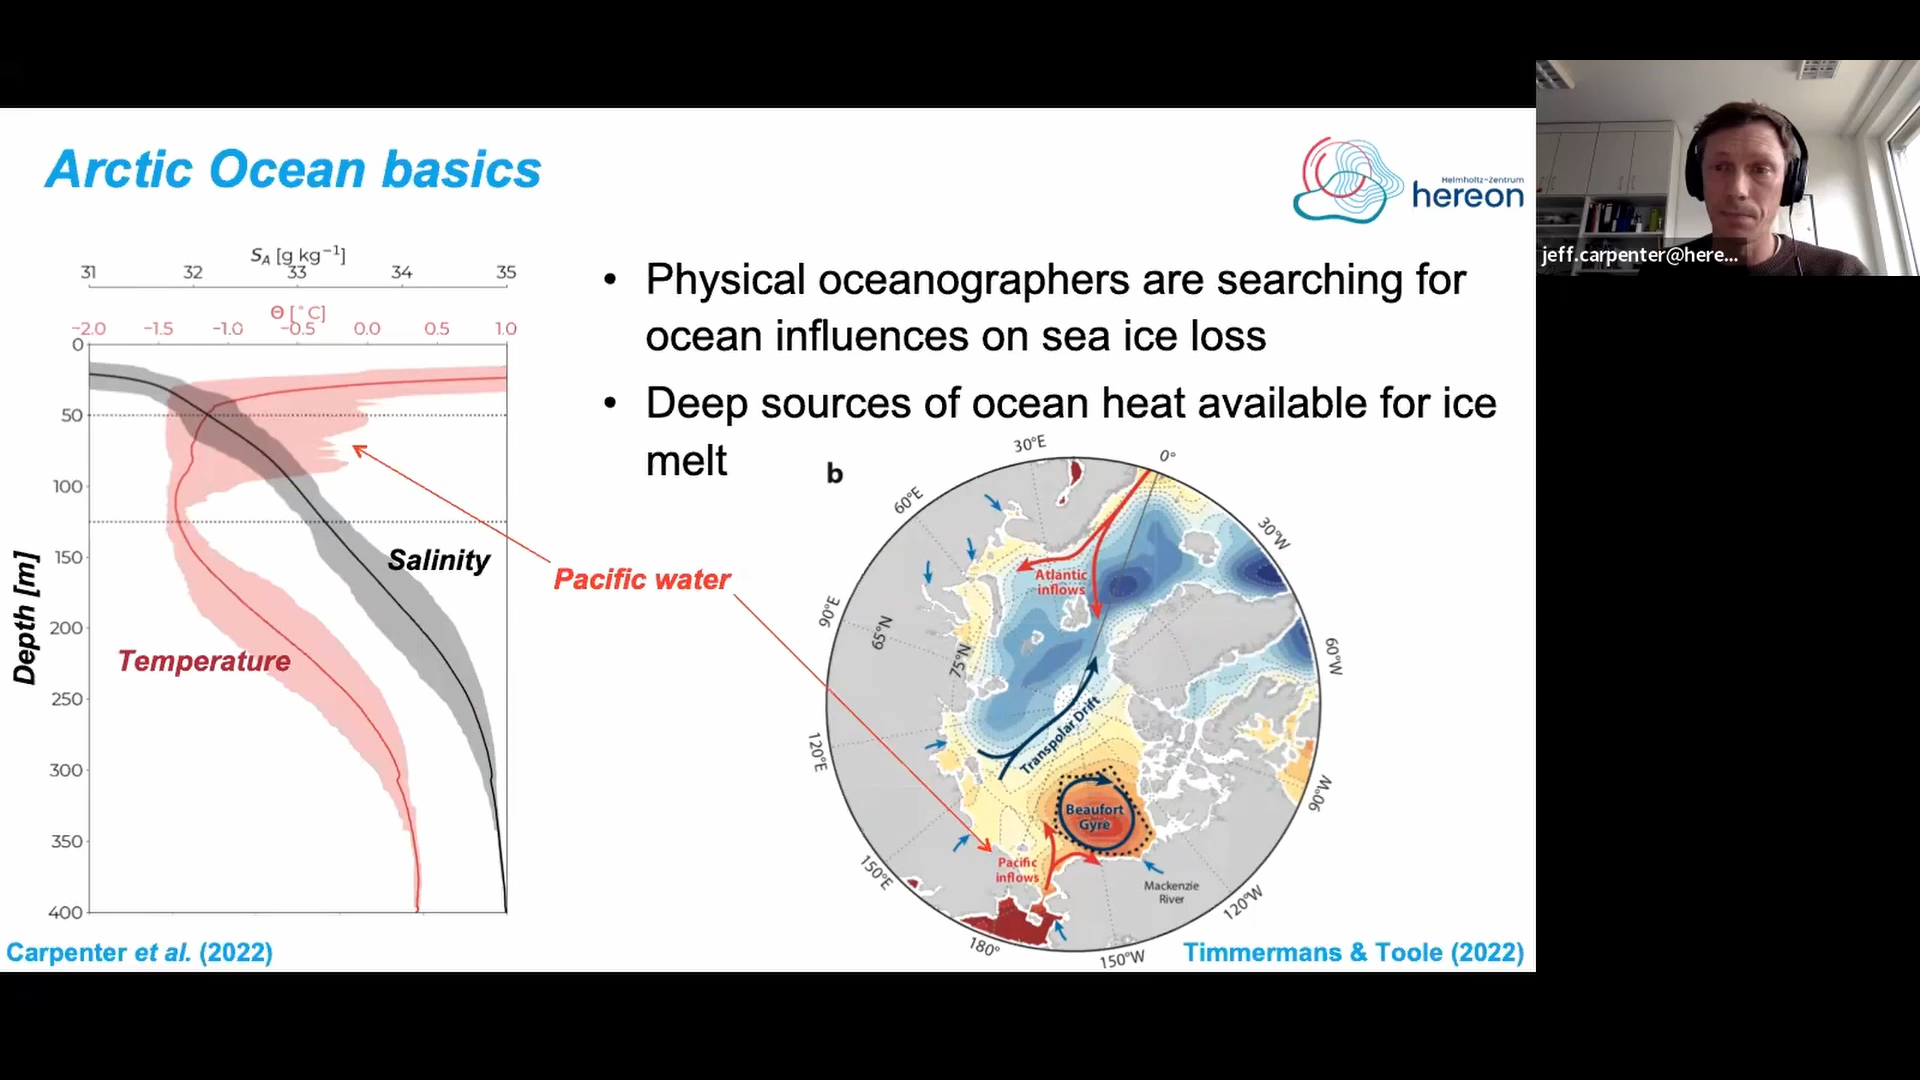 Arctic Ocean basics
Helmholtz-Zentrum
hereon
jeff.carpenter@here...
S_A [g kg⁻¹]
31 32 33 34 35
Θ [°C]
−2.0 −1.5 −1.0 −0.5 0.0 0.5 1.0
0
50
100
150
200
250
300
350
400
Depth [m]
Salinity
Temperature
Pacific water
• Physical oceanographers are searching for
ocean influences on sea ice loss
• Deep sources of ocean heat available for ice
melt
b
30°E
0°
60°E
30°W
90°E
65°N
75°N
60°W
120°E
90°W
150°E
120°W
180°
150°W
Atlantic
inflows
Transpolar Drift
Beaufort
Gyre
Pacific
inflows
Mackenzie
River
Carpenter et al. (2022)
Timmermans & Toole (2022)